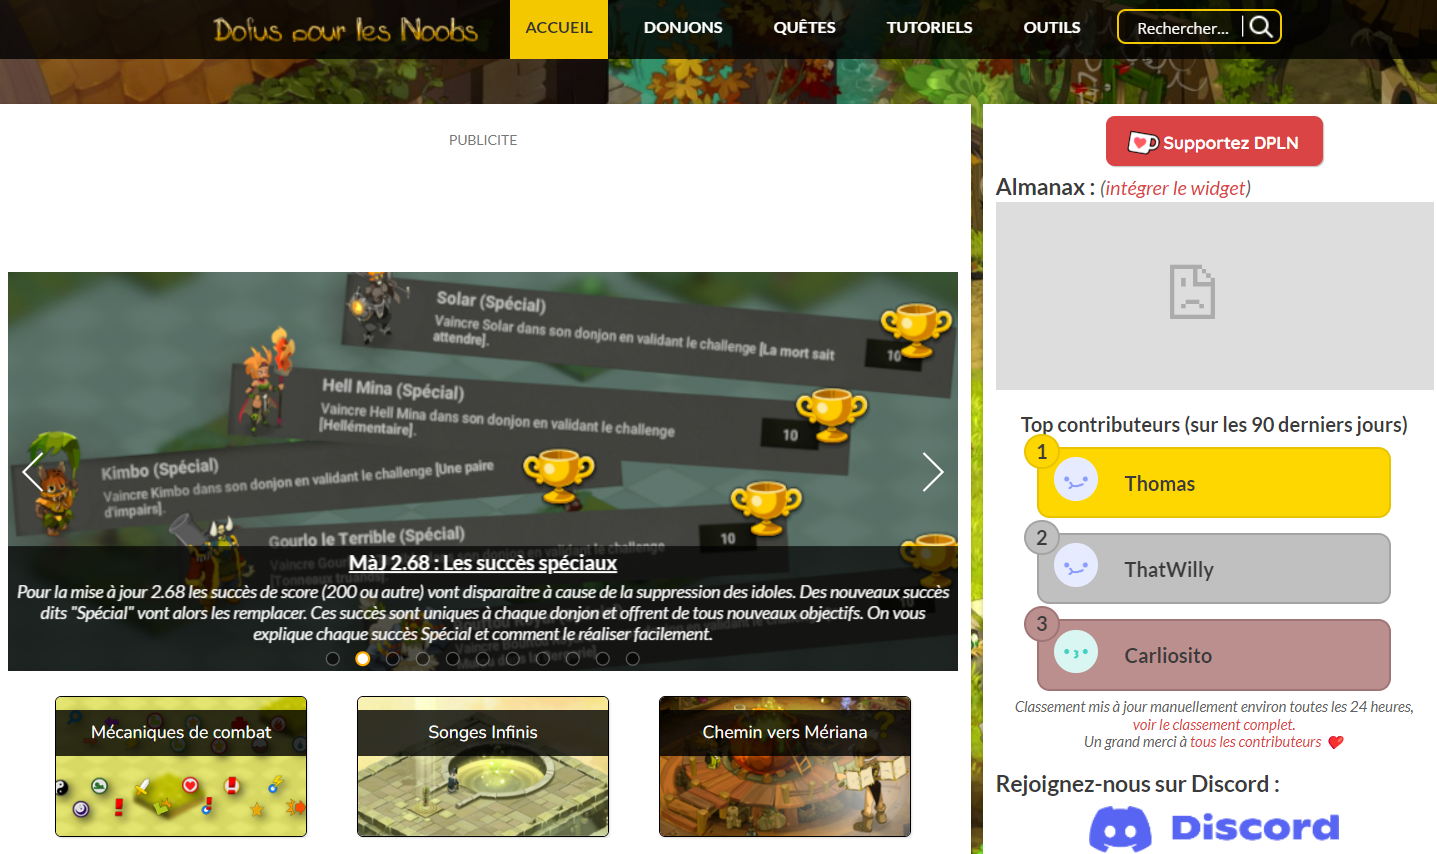 Dofus pour les Noobs
ACCUEIL
DONJONS
QUÊTES
TUTORIELS
OUTILS
Rechercher...
PUBLICITE
Solar (Spécial)
Vaincre Solar dans son donjon en validant le challenge [La mort sait
attendre].
10
Hell Mina (Spécial)
Vaincre Hell Mina dans son donjon en validant le challenge
[Hellémentaire].
10
Kimbo (Spécial)
Vaincre Kimbo dans son donjon en validant le challenge [Une paire
d'impairs].
Gourlo le Terrible (Spécial)
10
MàJ 2.68 : Les succès spéciaux
Pour la mise à jour 2.68 les succès de score (200 ou autre) vont disparaitre à cause de la suppression des idoles. Des nouveaux succès
dits "Spécial" vont alors les remplacer. Ces succès sont uniques à chaque donjon et offrent de tous nouveaux objectifs. On vous
explique chaque succès Spécial et comment le réaliser facilement.
Mécaniques de combat
Songes Infinis
Chemin vers Mériana
Supportez DPLN
Almanax : (intégrer le widget)
Top contributeurs (sur les 90 derniers jours)
1
Thomas
2
ThatWilly
3
Carliosito
Classement mis à jour manuellement environ toutes les 24 heures,
voir le classement complet.
Un grand merci à tous les contributeurs
Rejoignez-nous sur Discord :
Discord